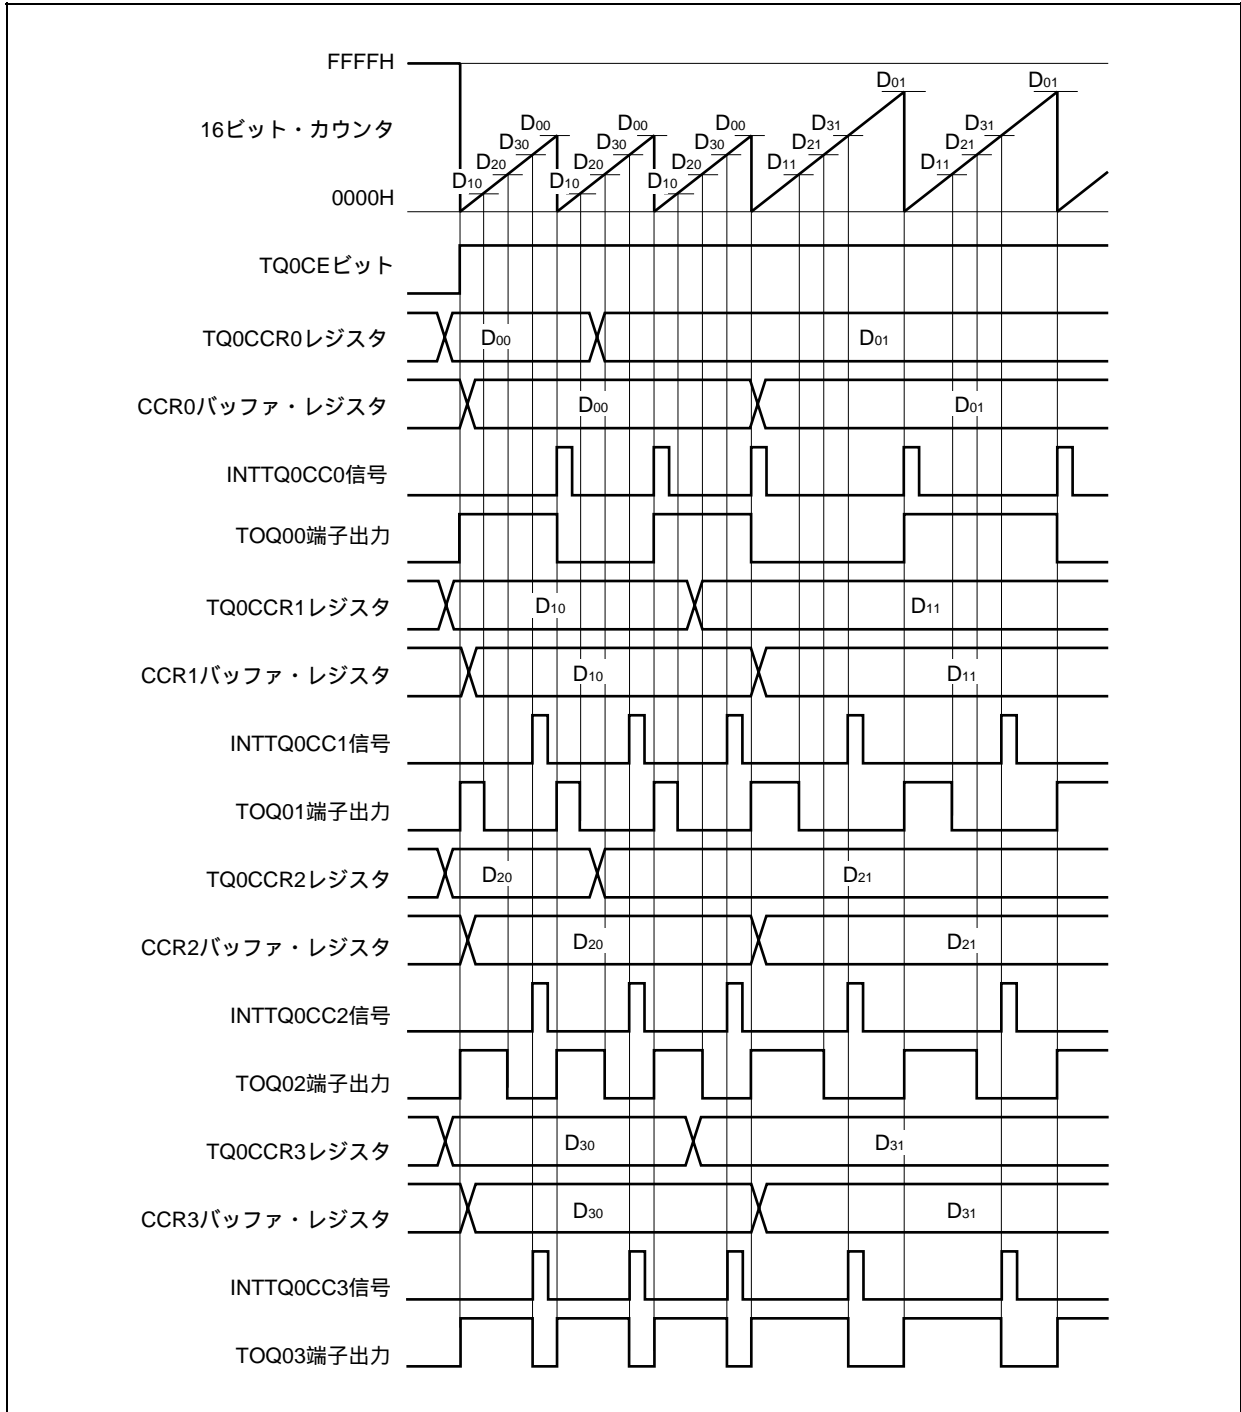 FFFFH
D01 D01
16ビット・カウンタ
D00 D00 D00 D31 D31
D30 D30 D30 D21 D21
D20 D20 D20 D11 D11
D10 D10 D10
0000H
TQ0CEビット
TQ0CCR0レジスタ D00 D01
CCR0バッファ・レジスタ D00 D01
INTTQ0CC0信号
TOQ00端子出力
TQ0CCR1レジスタ D10 D11
CCR1バッファ・レジスタ D10 D11
INTTQ0CC1信号
TOQ01端子出力
TQ0CCR2レジスタ D20 D21
CCR2バッファ・レジスタ D20 D21
INTTQ0CC2信号
TOQ02端子出力
TQ0CCR3レジスタ D30 D31
CCR3バッファ・レジスタ D30 D31
INTTQ0CC3信号
TOQ03端子出力